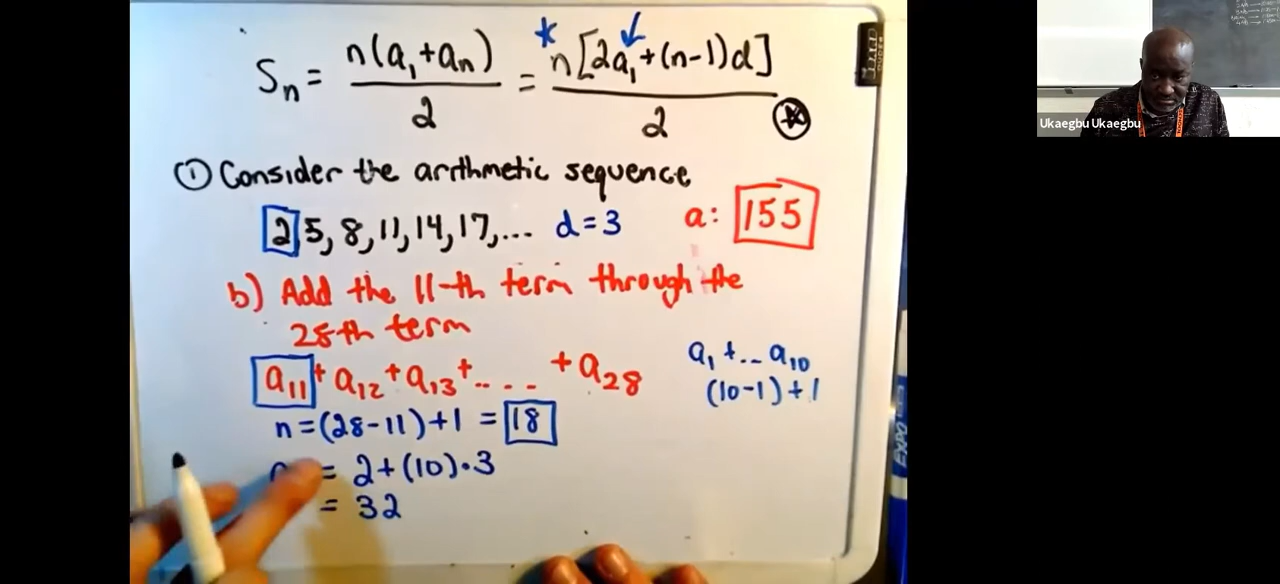 Sn = n(a₁+aₙ)/2 = *n[2a₁+(n-1)d]/2
① Consider the arithmetic sequence
2, 5, 8, 11, 14, 17, ... d=3 a: 155
b) Add the 11-th term through the
28th term
a₁₁ + a₁₂ + a₁₃ + .... + a₂₈
a₁ + ... a₁₀
(10-1)+1
n=(28-11)+1 = 18
= 2+(10)·3
= 32
EXPO
Ukaegbu Ukaegbu